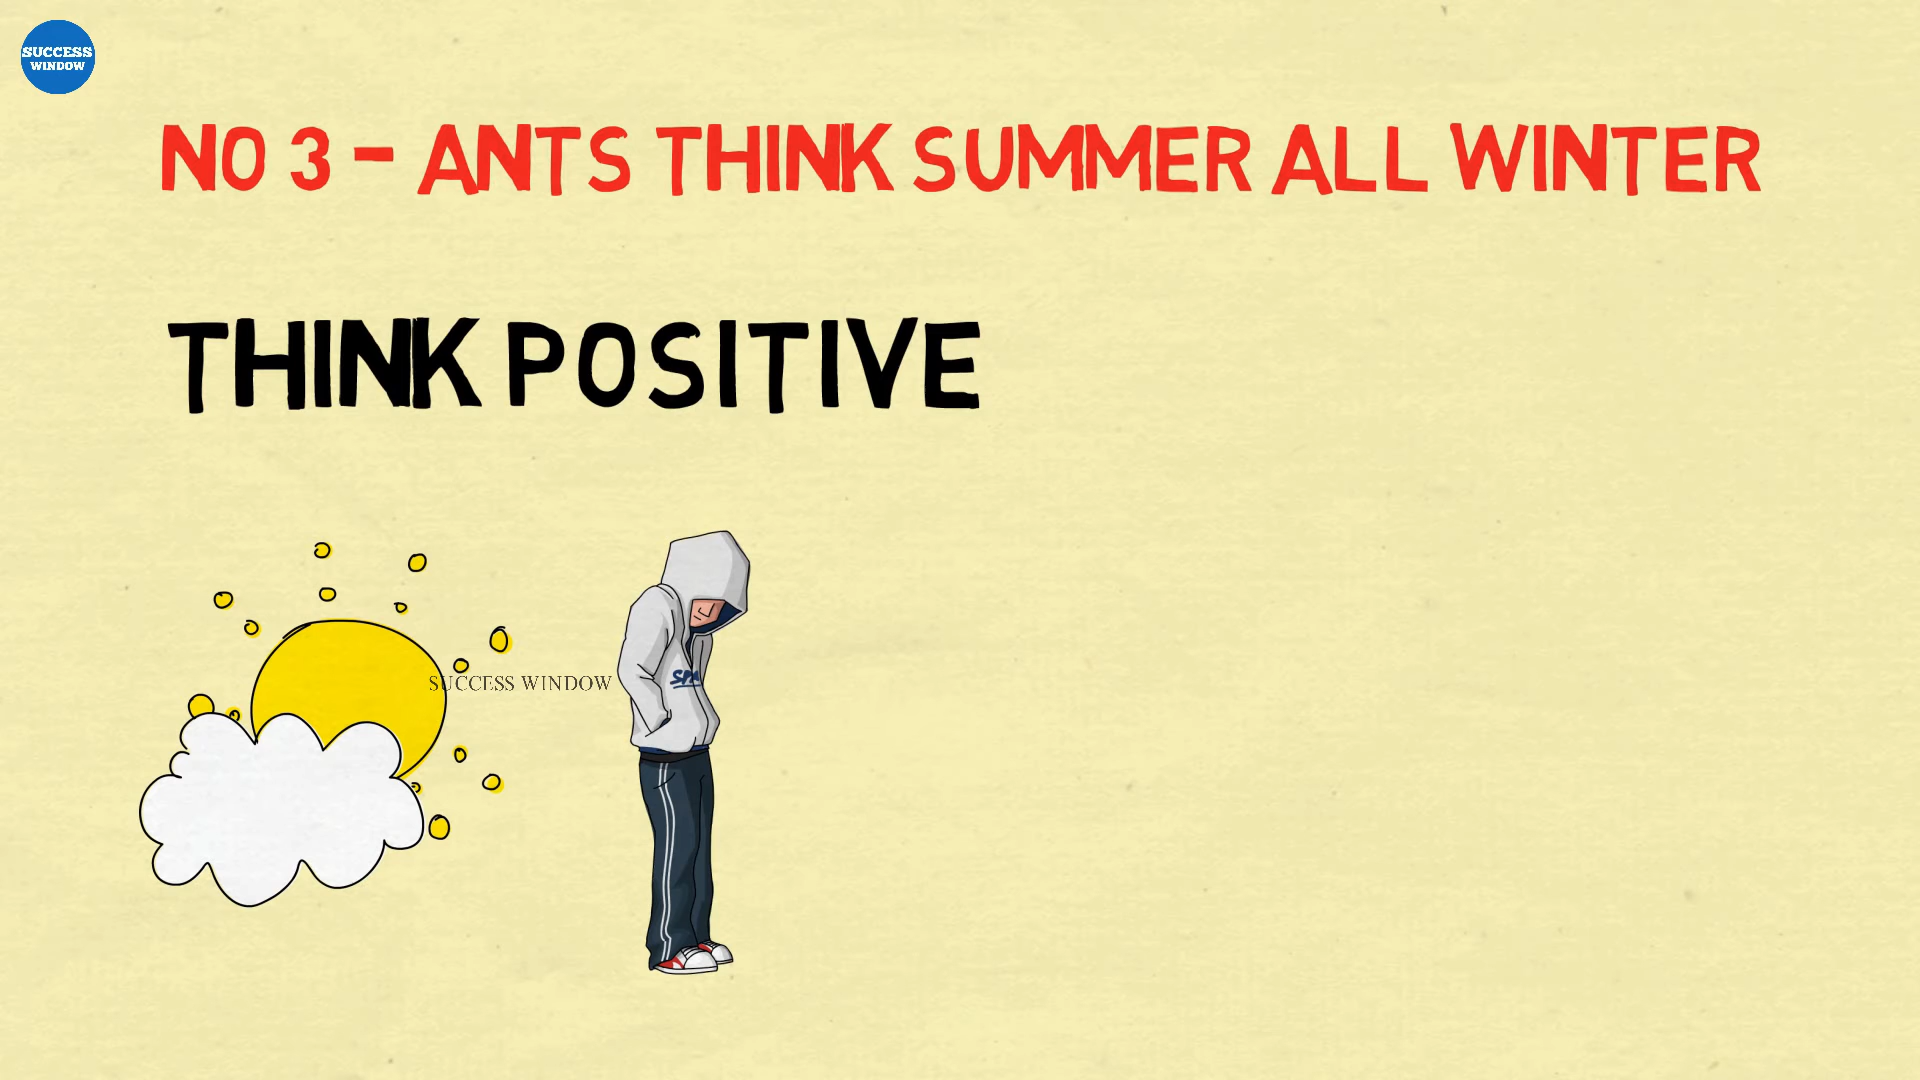 SUCCESS
WINDOW
NO 3 - ANTS THINK SUMMER ALL WINTER
THINK POSITIVE
SUCCESS WINDOW